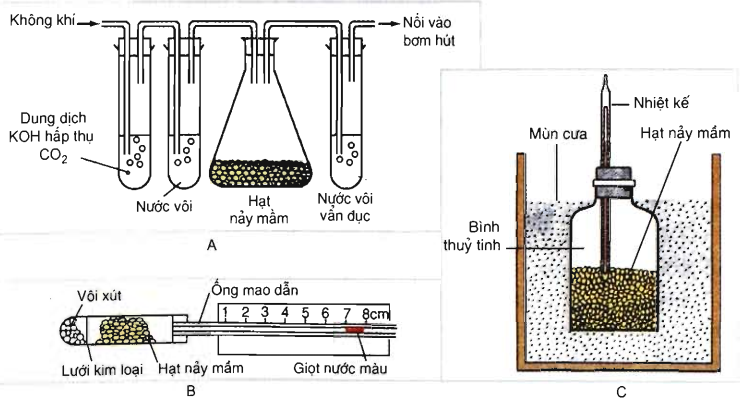 Không khí
Nối vào
bơm hút
Dung dịch
KOH hấp thụ
CO2
Nước vôi
Hạt
nảy mầm
Nước vôi
vẩn đục
A
Vôi xút
Ống mao dẫn
1 2 3 4 5 6 7 8cm
Lưới kim loại
Hạt nảy mầm
Giọt nước màu
B
Nhiệt kế
Mùn cưa
Hạt nảy mầm
Bình
thuỷ tinh
C